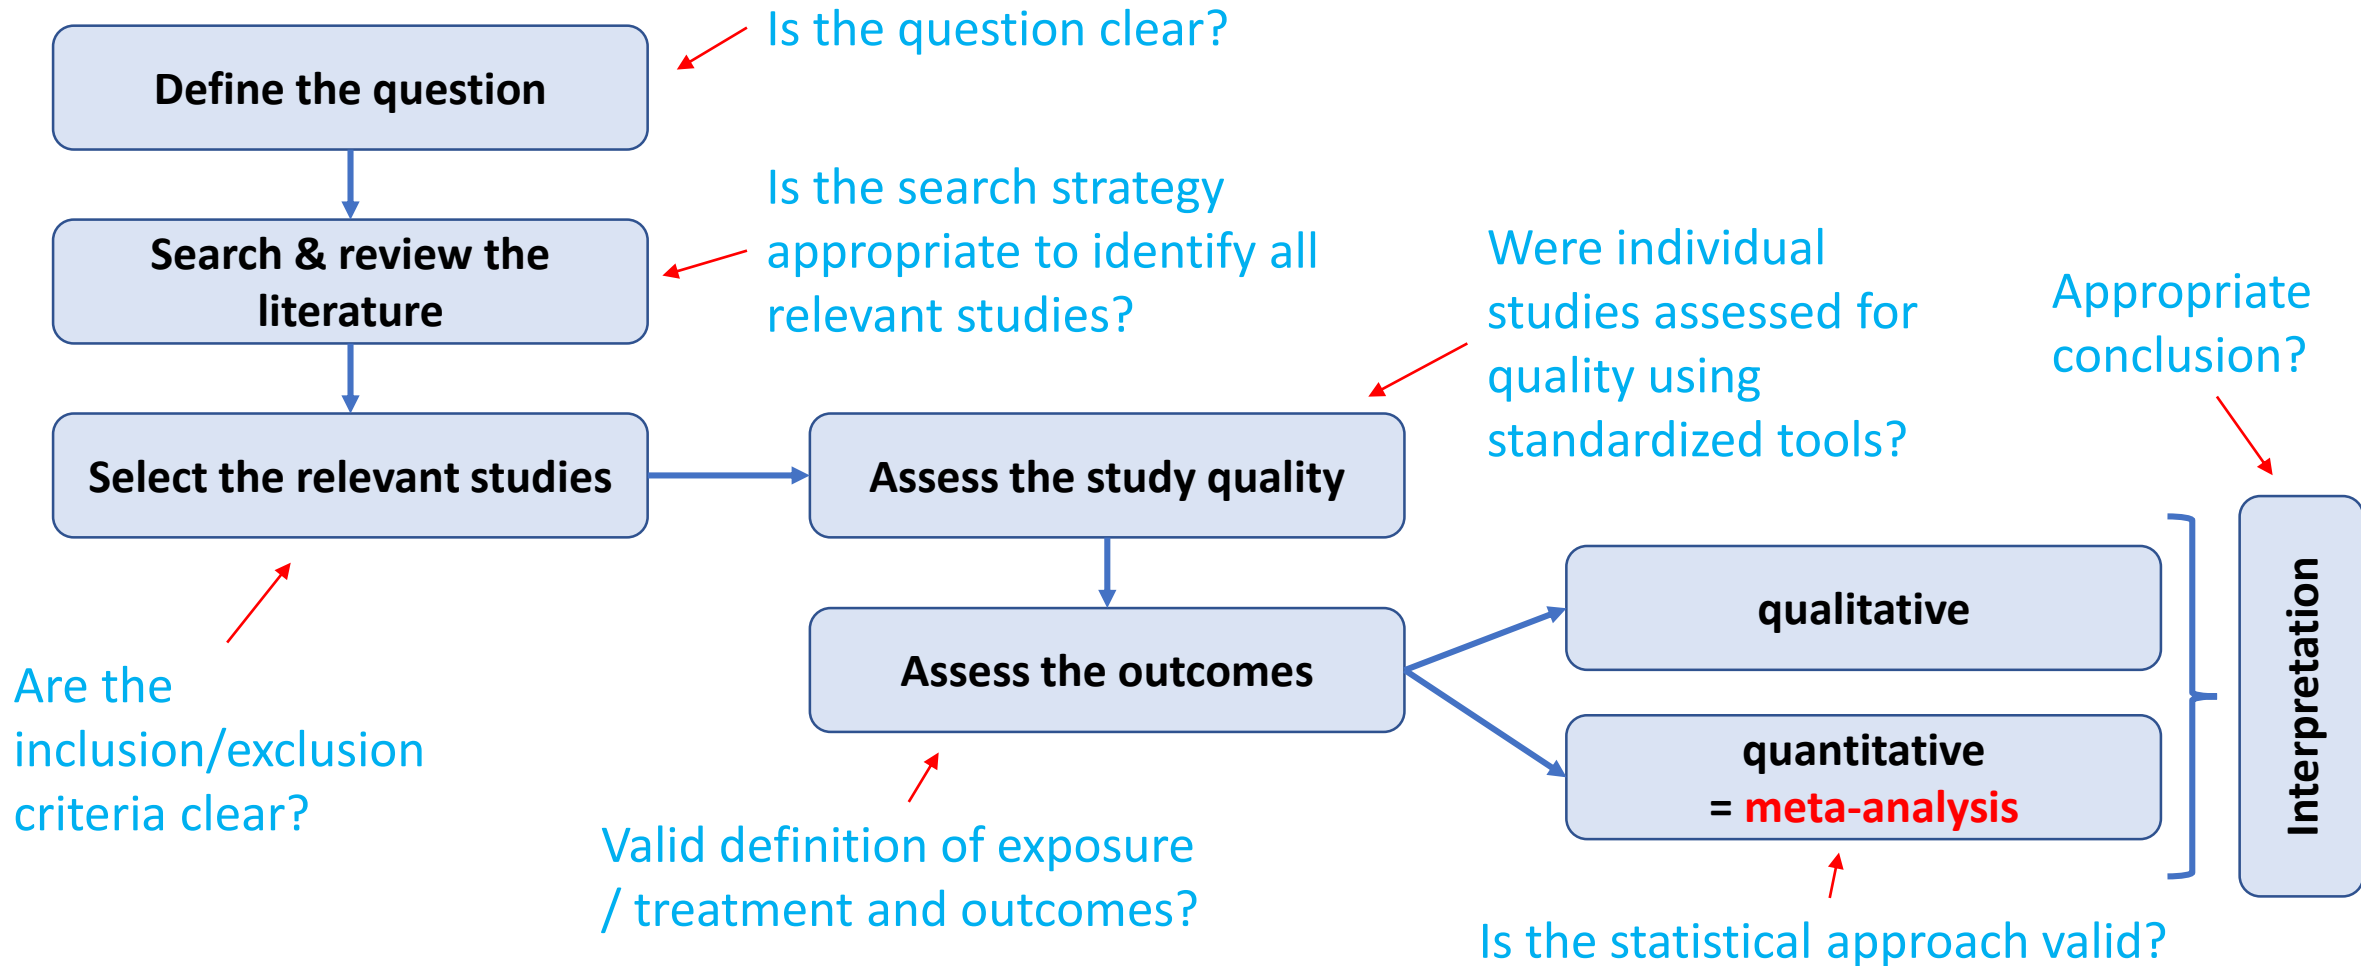 Define the question
Is the question clear?
Search & review the
literature
Is the search strategy
appropriate to identify all
relevant studies?
Select the relevant studies
Are the
inclusion/exclusion
criteria clear?
Assess the study quality
Were individual
studies assessed for
quality using
standardized tools?
Assess the outcomes
Valid definition of exposure
/ treatment and outcomes?
qualitative
quantitative
= meta-analysis
Is the statistical approach valid?
Interpretation
Appropriate
conclusion?